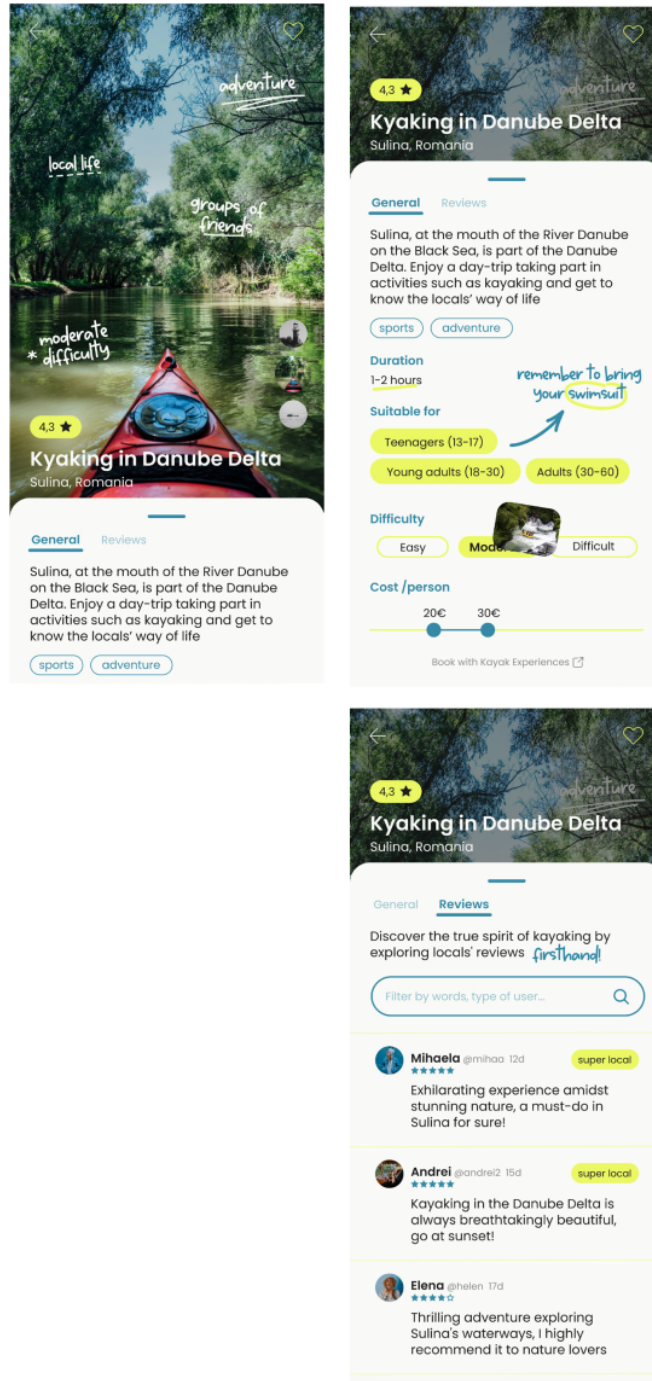 adventure
local life
groups of
friends
moderate
* difficulty
4,3 ★
Kyaking in Danube Delta
Sulina, Romania
General Reviews
Sulina, at the mouth of the River Danube
on the Black Sea, is part of the Danube
Delta. Enjoy a day-trip taking part in
activities such as kayaking and get to
know the locals' way of life
sports adventure
adventure
4,3 ★
Kyaking in Danube Delta
Sulina, Romania
General Reviews
Sulina, at the mouth of the River Danube
on the Black Sea, is part of the Danube
Delta. Enjoy a day-trip taking part in
activities such as kayaking and get to
know the locals' way of life
sports adventure
Duration
1-2 hours
remember to bring
your swimsuit
Suitable for
Teenagers (13-17)
Young adults (18-30) Adults (30-60)
Difficulty
Easy Difficult
Cost /person
20€ 30€
Book with Kayak Experiences
adventure
4,3 ★
Kyaking in Danube Delta
Sulina, Romania
General Reviews
Discover the true spirit of kayaking by
exploring locals' reviews firsthand!
Filter by words, type of user...
Mihaela @mihaa 12d super local
Exhilarating experience amidst
stunning nature, a must-do in
Sulina for sure!
Andrei @andrei2 15d super local
Kayaking in the Danube Delta is
always breathtakingly beautiful,
go at sunset!
Elena @helen 17d
Thrilling adventure exploring
Sulina's waterways, I highly
recommend it to nature lovers